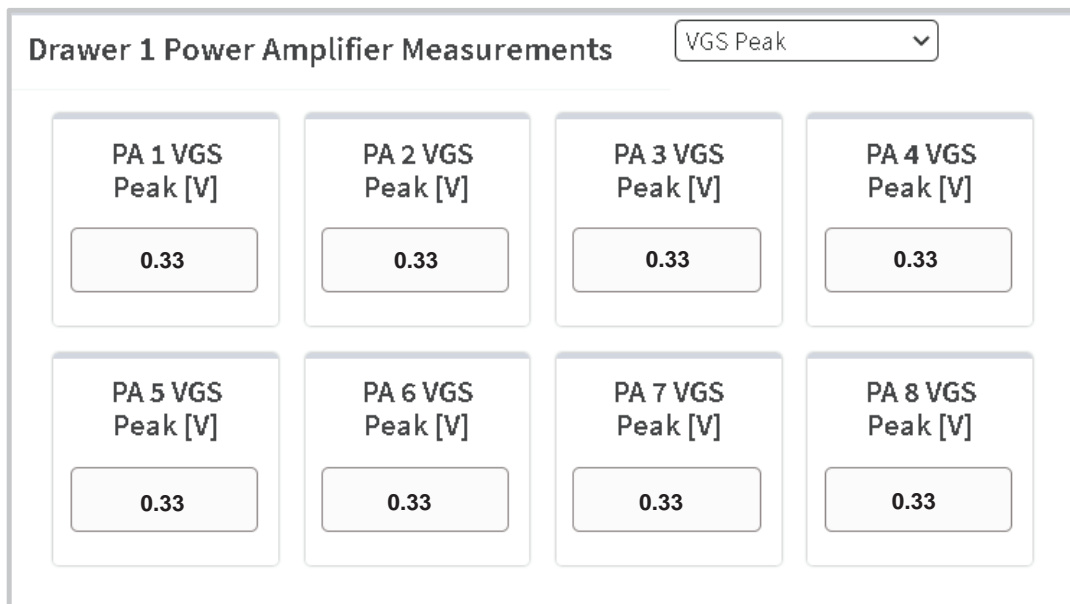 Drawer 1 Power Amplifier Measurements
VGS Peak
PA 1 VGS
Peak [V]
0.33
PA 2 VGS
Peak [V]
0.33
PA 3 VGS
Peak [V]
0.33
PA 4 VGS
Peak [V]
0.33
PA 5 VGS
Peak [V]
0.33
PA 6 VGS
Peak [V]
0.33
PA 7 VGS
Peak [V]
0.33
PA 8 VGS
Peak [V]
0.33